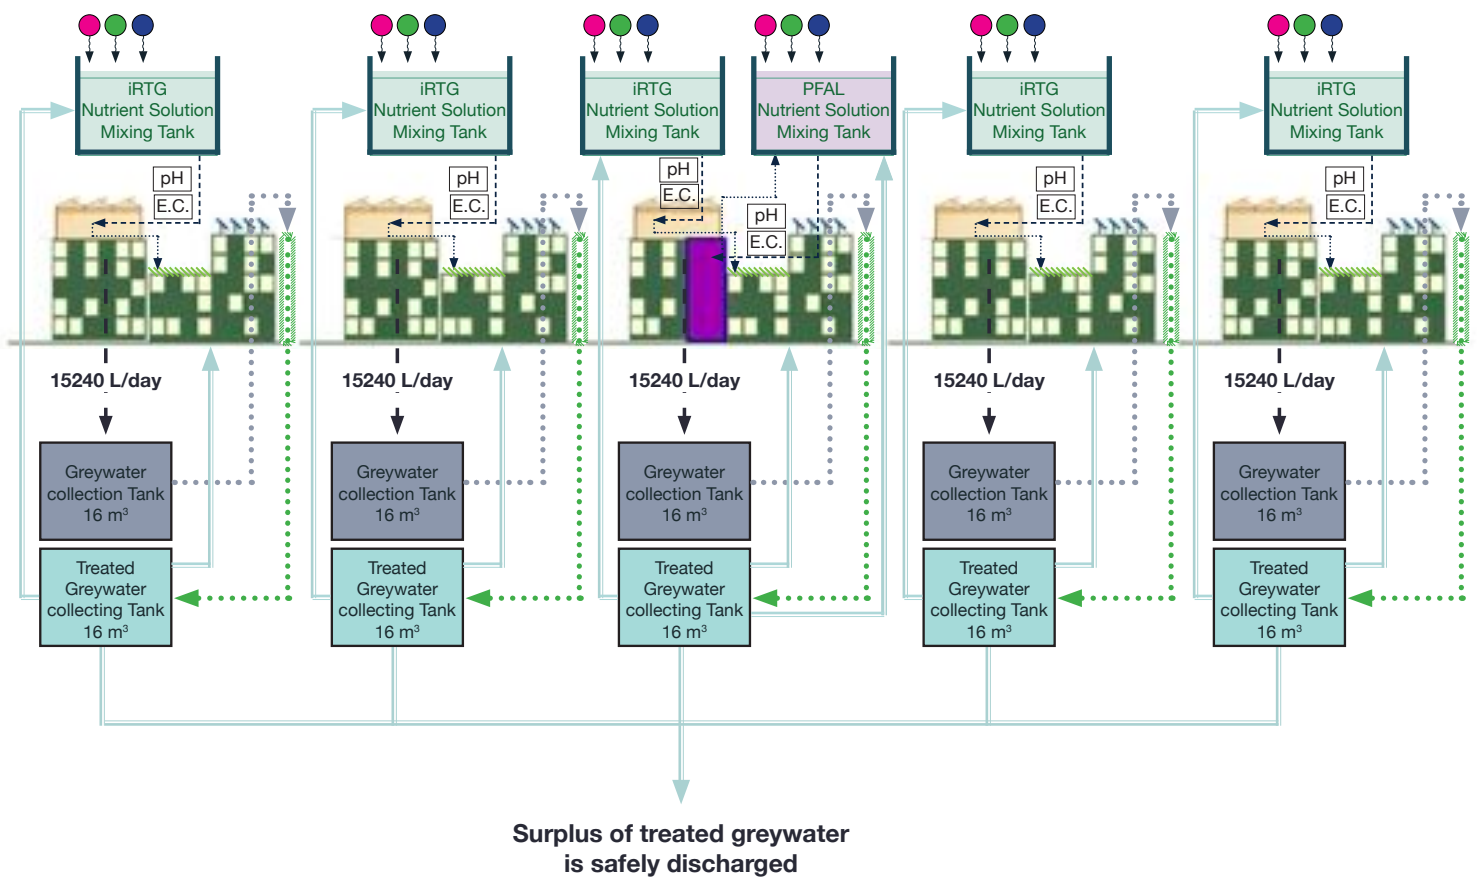 iRTG
Nutrient Solution
Mixing Tank
iRTG
Nutrient Solution
Mixing Tank
iRTG
Nutrient Solution
Mixing Tank
PFAL
Nutrient Solution
Mixing Tank
iRTG
Nutrient Solution
Mixing Tank
iRTG
Nutrient Solution
Mixing Tank
pH
E.C.
pH
E.C.
pH
E.C.
pH
E.C.
pH
E.C.
pH
E.C.
15240 L/day
15240 L/day
15240 L/day
15240 L/day
15240 L/day
Greywater
collection Tank
16 m³
Greywater
collection Tank
16 m³
Greywater
collection Tank
16 m³
Greywater
collection Tank
16 m³
Greywater
collection Tank
16 m³
Treated
Greywater
collecting Tank
16 m³
Treated
Greywater
collecting Tank
16 m³
Treated
Greywater
collecting Tank
16 m³
Treated
Greywater
collecting Tank
16 m³
Treated
Greywater
collecting Tank
16 m³
Surplus of treated greywater
is safely discharged